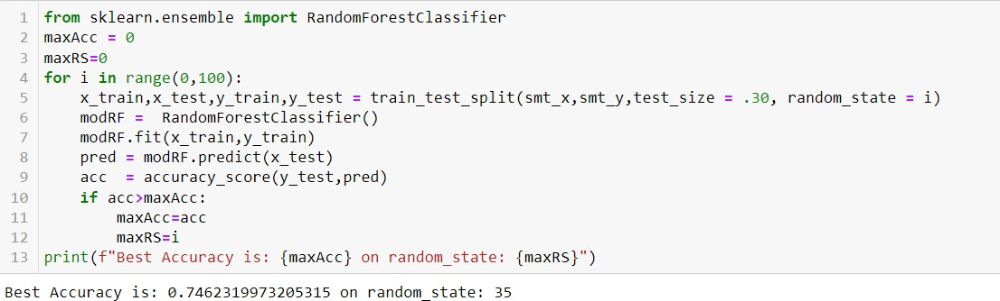 1 from sklearn.ensemble import RandomForestClassifier
2 maxAcc = 0
3 maxRS=0
4 for i in range(0,100):
5     x_train,x_test,y_train,y_test = train_test_split(smt_x,smt_y,test_size = .30, random_state = i)
6     modRF =  RandomForestClassifier()
7     modRF.fit(x_train,y_train)
8     pred = modRF.predict(x_test)
9     acc  = accuracy_score(y_test,pred)
10     if acc>maxAcc:
11         maxAcc=acc
12         maxRS=i
13 print(f"Best Accuracy is: {maxAcc} on random_state: {maxRS}")
Best Accuracy is: 0.7462319973205315 on random_state: 35